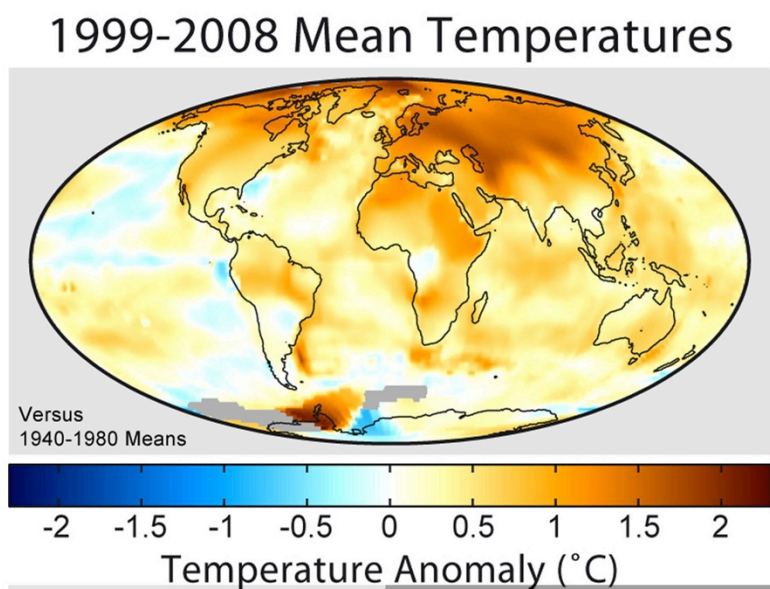 1999-2008 Mean Temperatures
Versus
1940-1980 Means
-2 -1.5 -1 -0.5 0 0.5 1 1.5 2
Temperature Anomaly (˚C)